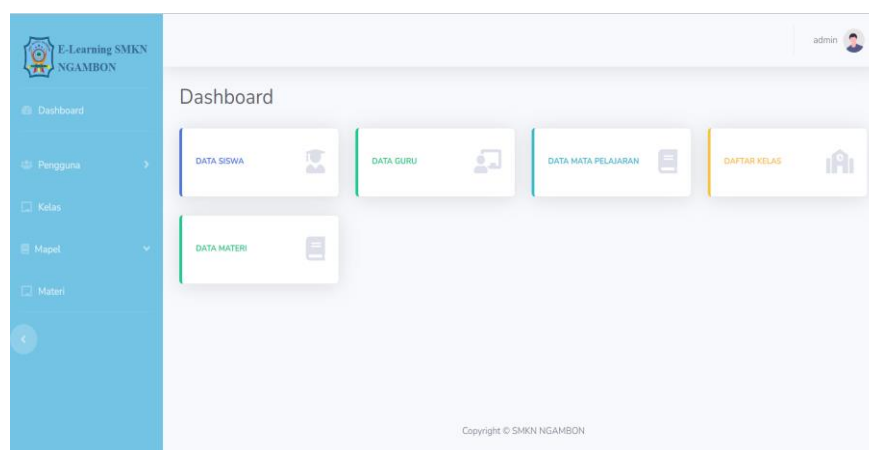 E-Learning SMKN
NGAMBON
admin
Dashboard
Dashboard
DATA SISWA
DATA GURU
DATA MATA PELAJARAN
DAFTAR KELAS
Pengguna
Kelas
Mapel
DATA MATERI
Materi
Copyright © SMKN NGAMBON